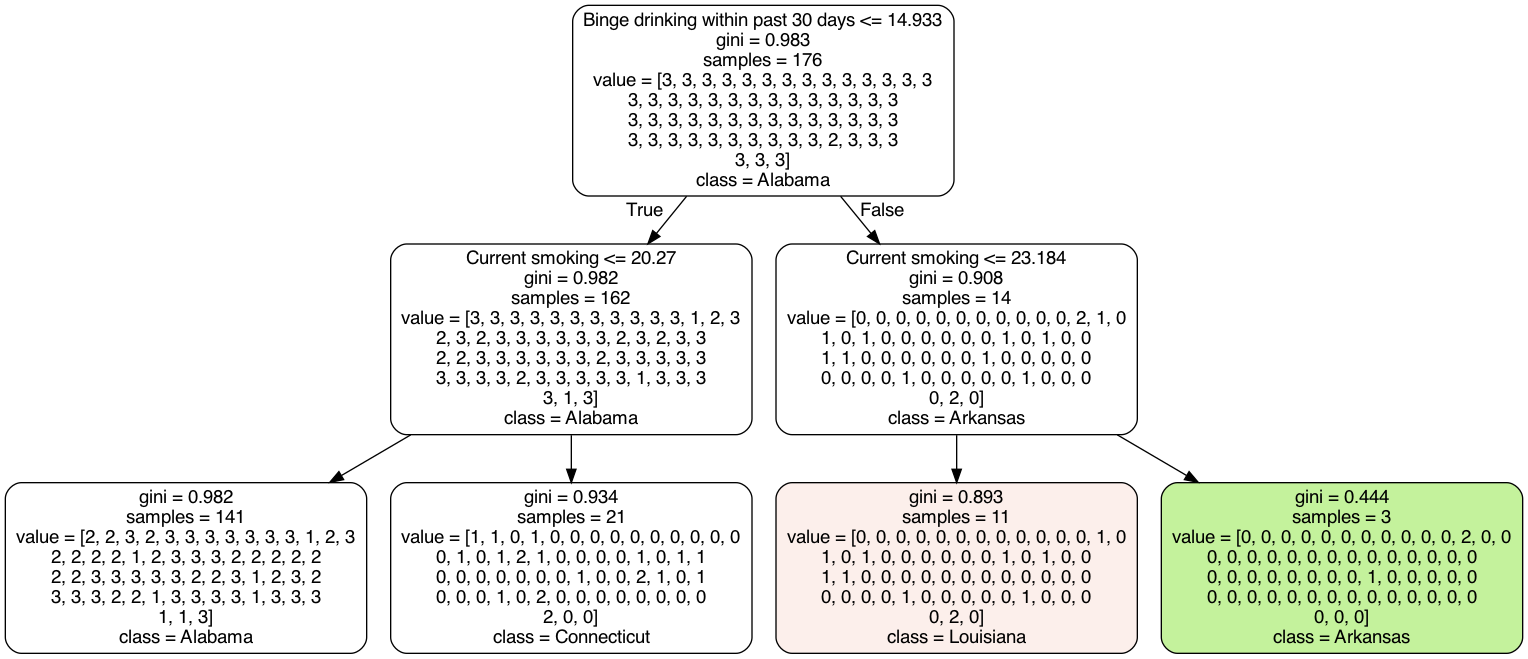 Binge drinking within past 30 days <= 14.933
gini = 0.983
samples = 176
value = [3, 3, 3, 3, 3, 3, 3, 3, 3, 3, 3, 3, 3, 3
3, 3, 3, 3, 3, 3, 3, 3, 3, 3, 3, 3, 3, 3
3, 3, 3, 3, 3, 3, 3, 3, 3, 3, 3, 3, 3, 3
3, 3, 3, 3, 3, 3, 3, 3, 3, 3, 2, 3, 3, 3
3, 3, 3]
class = Alabama
True
False
Current smoking <= 20.27
gini = 0.982
samples = 162
value = [3, 3, 3, 3, 3, 3, 3, 3, 3, 3, 3, 1, 2, 3
2, 3, 2, 3, 3, 3, 3, 3, 3, 2, 3, 2, 3, 3
2, 2, 3, 3, 3, 3, 3, 3, 2, 3, 3, 3, 3, 3
3, 3, 3, 3, 2, 3, 3, 3, 3, 3, 1, 3, 3, 3
3, 1, 3]
class = Alabama
Current smoking <= 23.184
gini = 0.908
samples = 14
value = [0, 0, 0, 0, 0, 0, 0, 0, 0, 0, 0, 2, 1, 0
1, 0, 1, 0, 0, 0, 0, 0, 0, 1, 0, 1, 0, 0
1, 1, 0, 0, 0, 0, 0, 0, 1, 0, 0, 0, 0, 0
0, 0, 0, 0, 1, 0, 0, 0, 0, 0, 1, 0, 0, 0
0, 2, 0]
class = Arkansas
gini = 0.982
samples = 141
value = [2, 2, 3, 2, 3, 3, 3, 3, 3, 3, 3, 1, 2, 3
2, 2, 2, 2, 1, 2, 3, 3, 3, 2, 2, 2, 2, 2
2, 2, 3, 3, 3, 3, 3, 2, 2, 3, 1, 2, 3, 2
3, 3, 3, 2, 2, 1, 3, 3, 3, 3, 1, 3, 3, 3
1, 1, 3]
class = Alabama
gini = 0.934
samples = 21
value = [1, 1, 0, 1, 0, 0, 0, 0, 0, 0, 0, 0, 0, 0
0, 1, 0, 1, 2, 1, 0, 0, 0, 0, 1, 0, 1, 1
0, 0, 0, 0, 0, 0, 0, 1, 0, 0, 2, 1, 0, 1
0, 0, 0, 1, 0, 2, 0, 0, 0, 0, 0, 0, 0, 0
2, 0, 0]
class = Connecticut
gini = 0.893
samples = 11
value = [0, 0, 0, 0, 0, 0, 0, 0, 0, 0, 0, 0, 1, 0
1, 0, 1, 0, 0, 0, 0, 0, 0, 1, 0, 1, 0, 0
1, 1, 0, 0, 0, 0, 0, 0, 0, 0, 0, 0, 0, 0
0, 0, 0, 0, 1, 0, 0, 0, 0, 0, 1, 0, 0, 0
0, 2, 0]
class = Louisiana
gini = 0.444
samples = 3
value = [0, 0, 0, 0, 0, 0, 0, 0, 0, 0, 0, 2, 0, 0
0, 0, 0, 0, 0, 0, 0, 0, 0, 0, 0, 0, 0, 0
0, 0, 0, 0, 0, 0, 0, 0, 1, 0, 0, 0, 0, 0
0, 0, 0, 0, 0, 0, 0, 0, 0, 0, 0, 0, 0, 0
0, 0, 0]
class = Arkansas